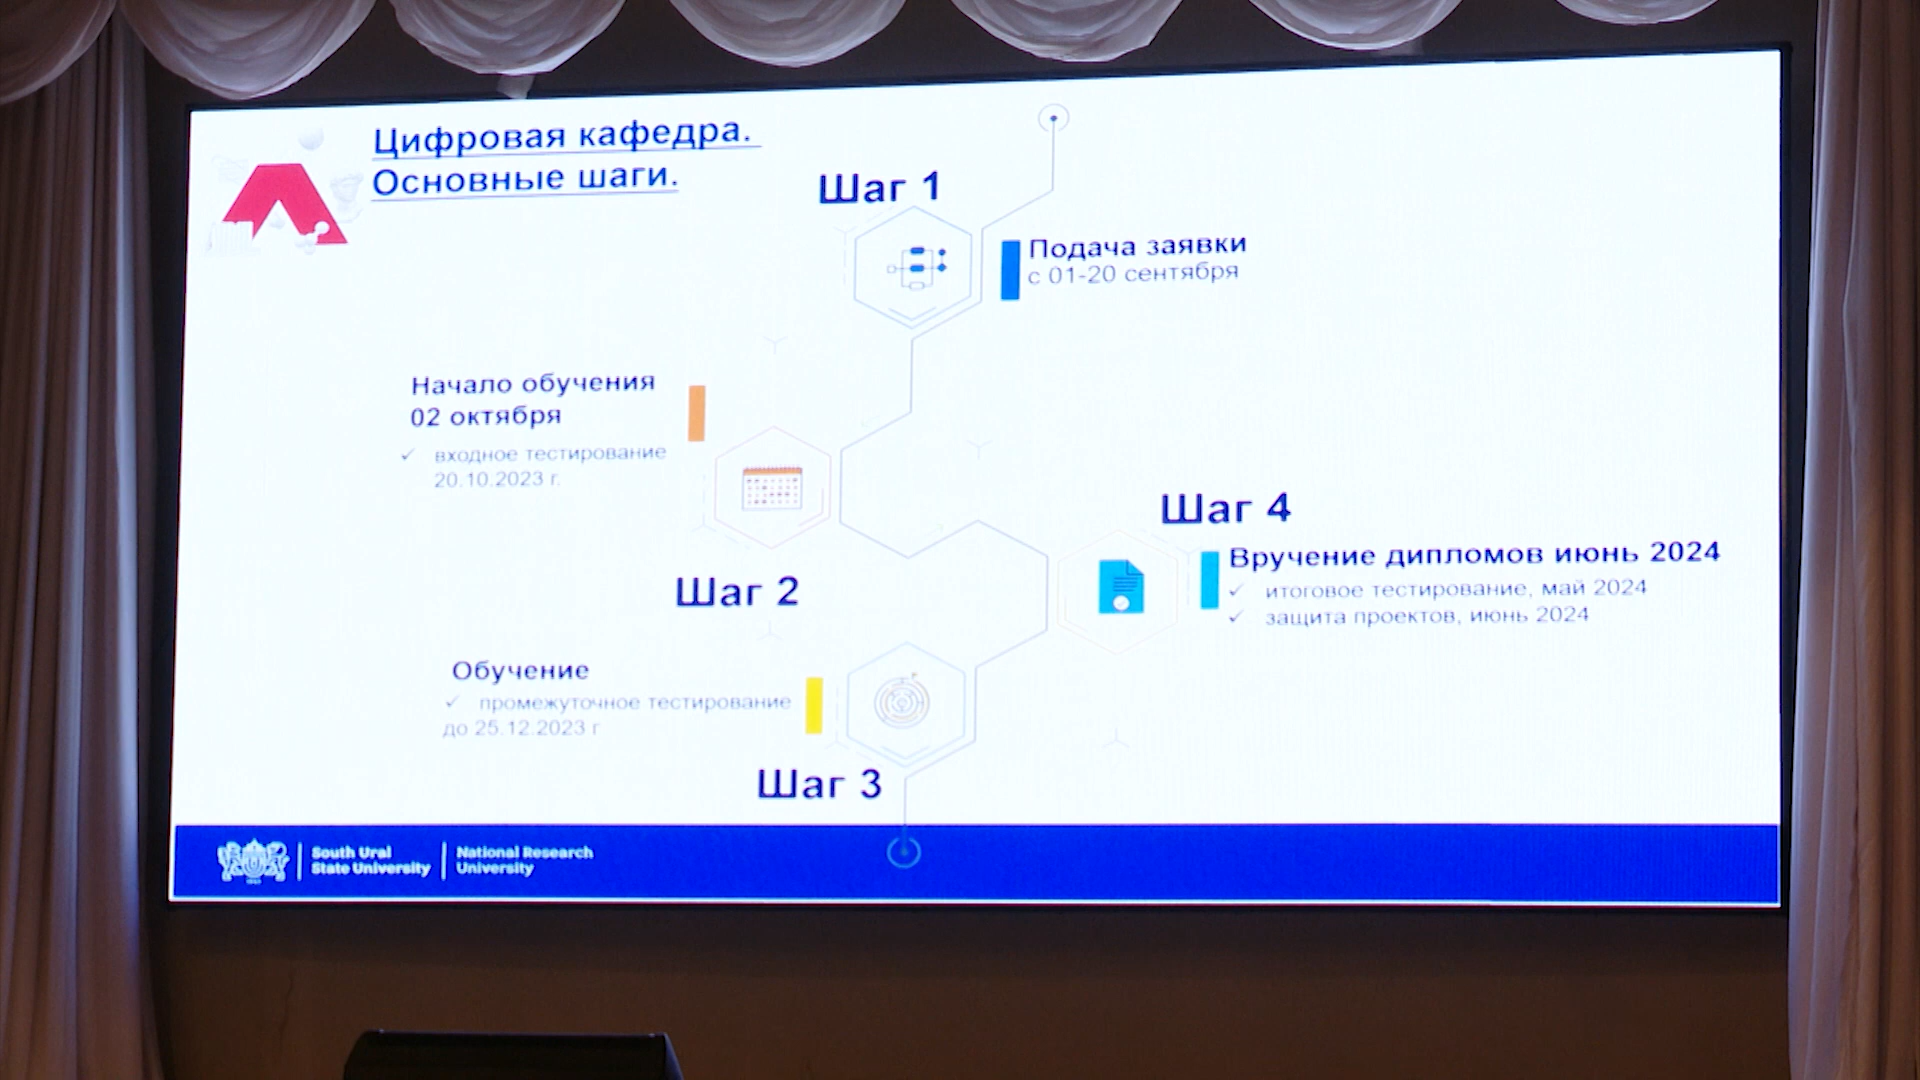 Цифровая кафедра.
Основные шаги.
Шаг 1
Подача заявки
с 01-20 сентября
Начало обучения
02 октября
✓ входное тестирование
20.10.2023 г.
Шаг 2
Обучение
✓ промежуточное тестирование
до 25.12.2023 г
Шаг 3
Шаг 4
Вручение дипломов июнь 2024
✓ итоговое тестирование, май 2024
✓ защита проектов, июнь 2024
South Ural
State University
National Research
University